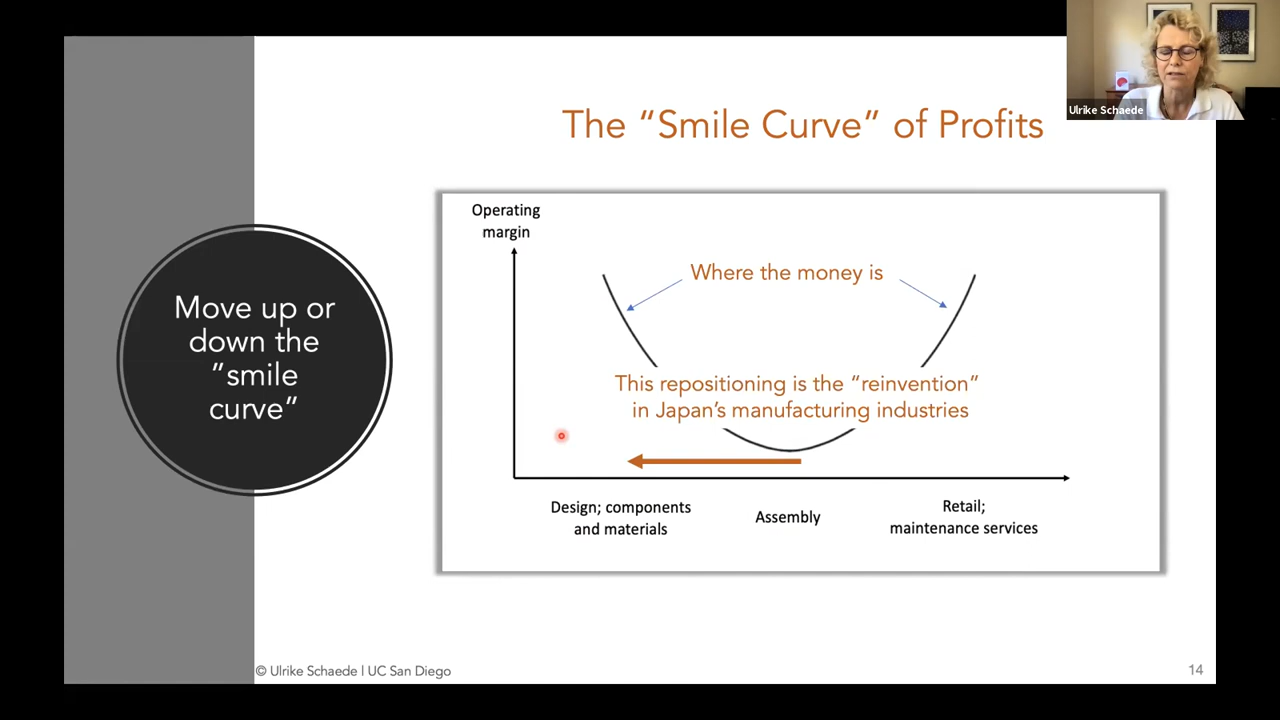 Ulrike Schaede
The “Smile Curve” of Profits
Move up or
down the
”smile
curve”
Operating
margin
Where the money is
This repositioning is the “reinvention”
in Japan’s manufacturing industries
Design; components
and materials
Assembly
Retail;
maintenance services
© Ulrike Schaede | UC San Diego
14